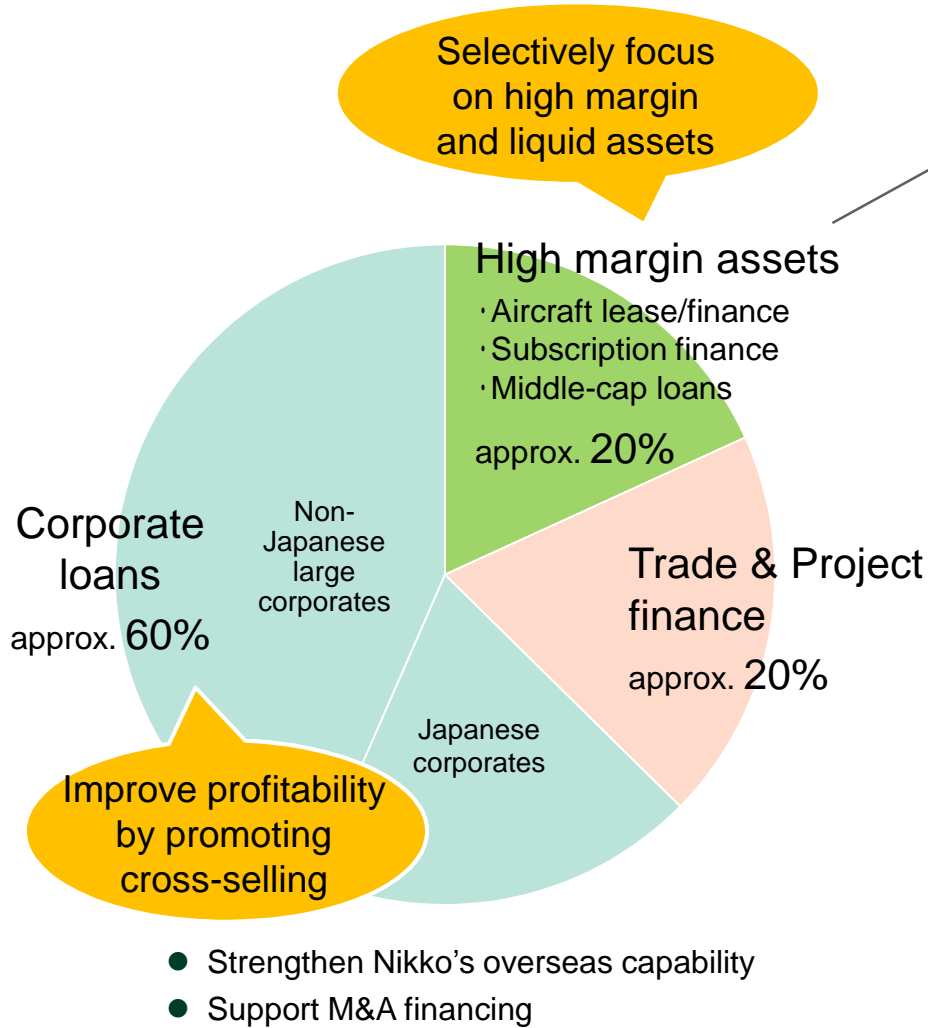 Selectively focus
on high margin
and liquid assets
High margin assets
・Aircraft lease/finance
・Subscription finance
・Middle-cap loans
approx. 20%
Corporate
loans
approx. 60%
Non-
Japanese
large
corporates
Trade & Project
finance
approx. 20%
Japanese
corporates
Improve profitability
by promoting
cross-selling
● Strengthen Nikko’s overseas capability
● Support M&A financing